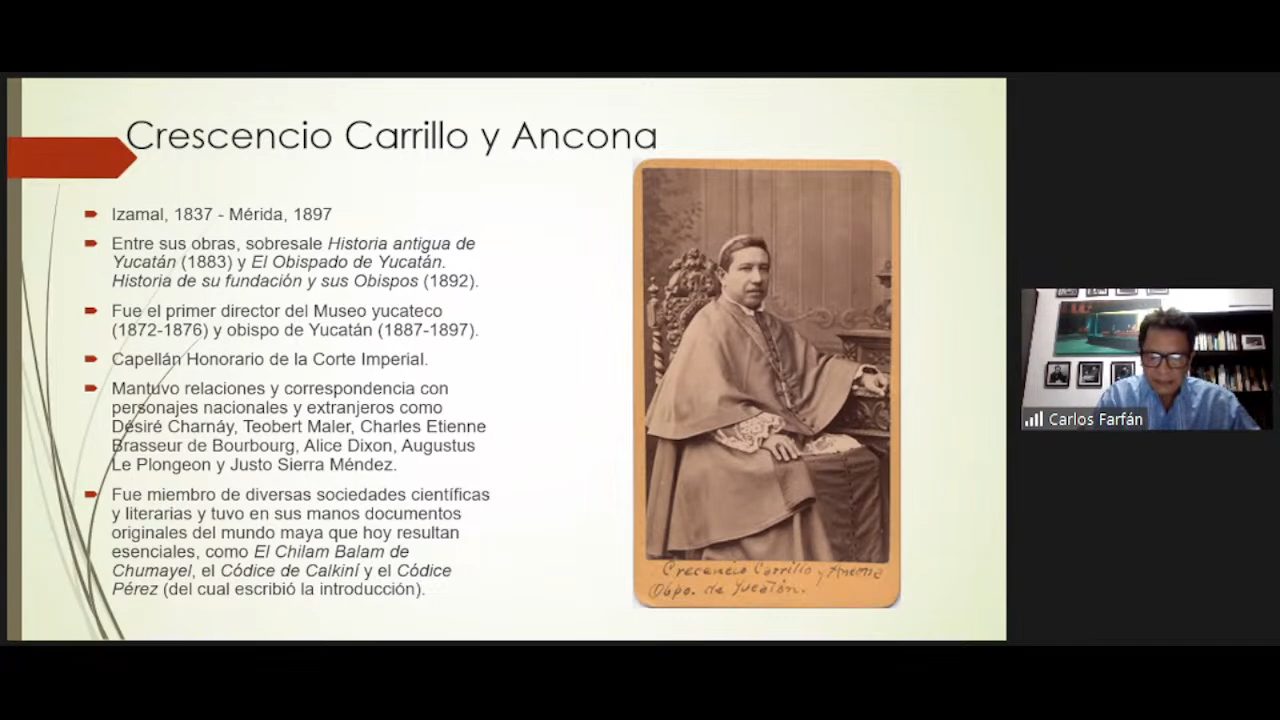 Crescencio Carrillo y Ancona
Izamal, 1837 - Mérida, 1897
Entre sus obras, sobresale Historia antigua de
Yucatán (1883) y El Obispado de Yucatán.
Historia de su fundación y sus Obispos (1892).
Fue el primer director del Museo yucateco
(1872-1876) y obispo de Yucatán (1887-1897).
Capellán Honorario de la Corte Imperial.
Mantuvo relaciones y correspondencia con
personajes nacionales y extranjeros como
Désiré Charnáy, Teobert Maler, Charles Etienne
Brasseur de Bourbourg, Alice Dixon, Augustus
Le Plongeon y Justo Sierra Méndez.
Fue miembro de diversas sociedades científicas
y literarias y tuvo en sus manos documentos
originales del mundo maya que hoy resultan
esenciales, como El Chilam Balam de
Chumayel, el Códice de Calkiní y el Códice
Pérez (del cual escribió la introducción).
Crecencio Carrillo y Ancona
Obpo. de Yucatán.
Carlos Farfán